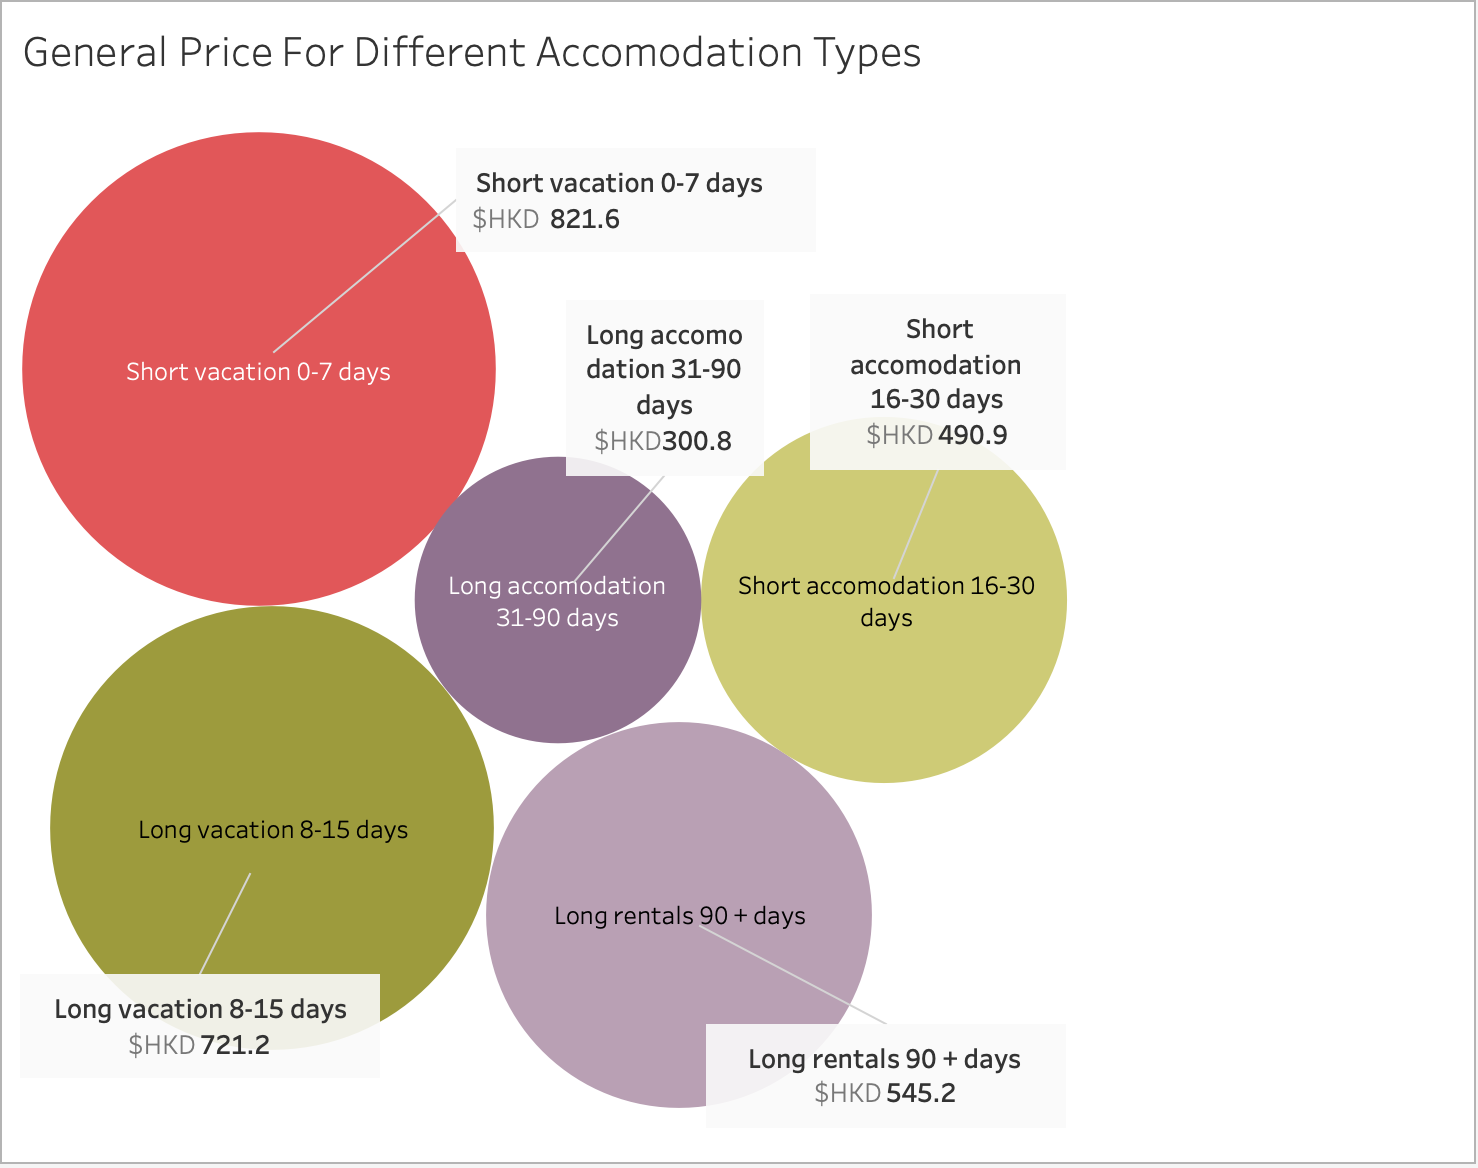 General Price For Different Accomodation Types
Short vacation 0-7 days
$HKD 821.6
Short vacation 0-7 days
Long accomo
dation 31-90
days
$HKD300.8
Short
accomodation
16-30 days
$HKD 490.9
Long accomodation
31-90 days
Short accomodation 16-30
days
Long vacation 8-15 days
Long rentals 90 + days
Long vacation 8-15 days
$HKD 721.2
Long rentals 90 + days
$HKD 545.2